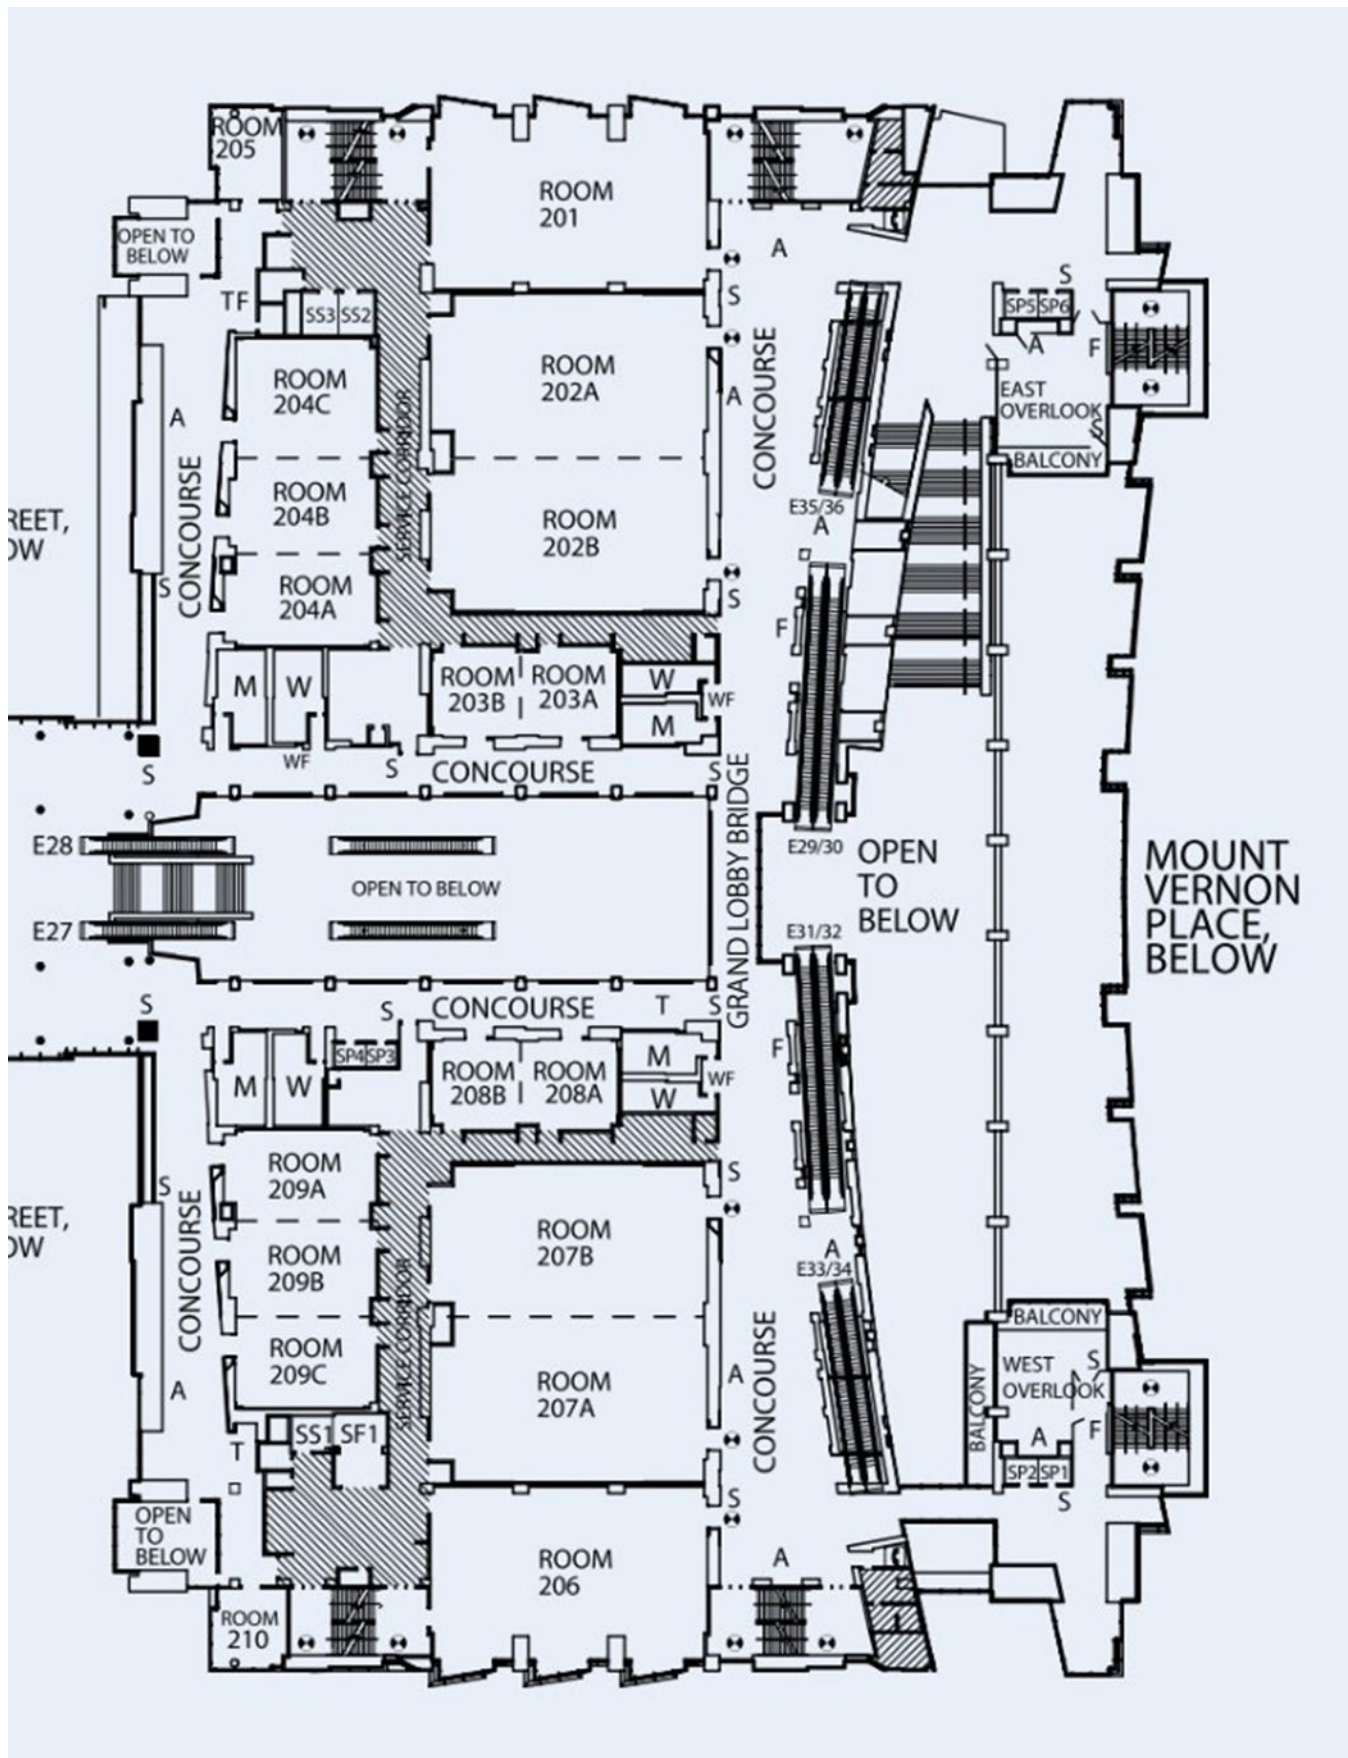 ROOM
205
ROOM
201
OPEN TO
BELOW
A
S
TF
SS3
SS2
S
SP5
SP6
A
F
ROOM
204C
ROOM
202A
CONCOURSE
A
EAST
OVERLOOK
S
BALCONY
A
CONCOURSE
SERVICE CORRIDOR
ROOM
204B
ROOM
202B
E35/36
A
REET,
OW
S
ROOM
204A
S
F
M
W
ROOM
203B
ROOM
203A
W
WF
M
WF
S
S
CONCOURSE
S
GRAND LOBBY BRIDGE
E28
E29/30
OPEN
TO
BELOW
MOUNT
VERNON
PLACE,
BELOW
OPEN TO BELOW
E27
E31/32
S
S
CONCOURSE
T
S
F
SP4
SP3
M
W
ROOM
208B
ROOM
208A
M
WF
W
ROOM
209A
S
S
REET,
OW
CONCOURSE
ROOM
207B
A
E33/34
ROOM
209B
SERVICE CORRIDOR
CONCOURSE
BALCONY
ROOM
209C
ROOM
207A
A
A
WEST
OVERLOOK
S
BALCONY
T
SS1
SF1
A
F
SP2
SP1
S
S
OPEN
TO
BELOW
ROOM
206
A
ROOM
210